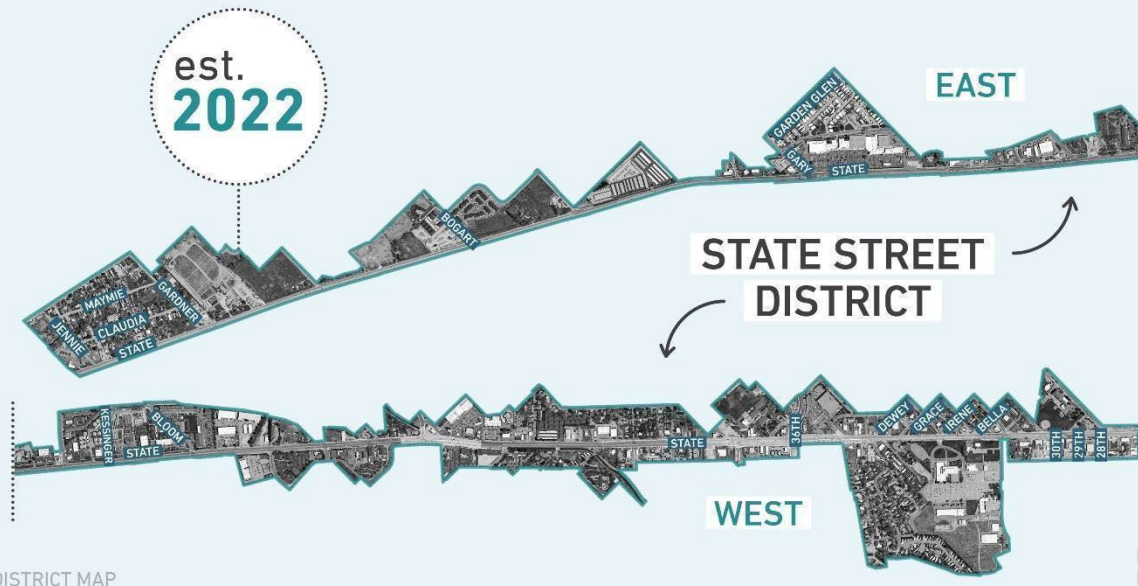 est.
2022
EAST
GARDEN GLEN
GARY
STATE
BOGART
STATE STREET
DISTRICT
MAYMIE
GARDNER
JENNIE
CLAUDIA
STATE
KESSINGER
BLOOM
STATE
STATE
36TH
DEWEY
GRACE
IRENE
BELLA
30TH
29TH
28TH
WEST
DISTRICT MAP